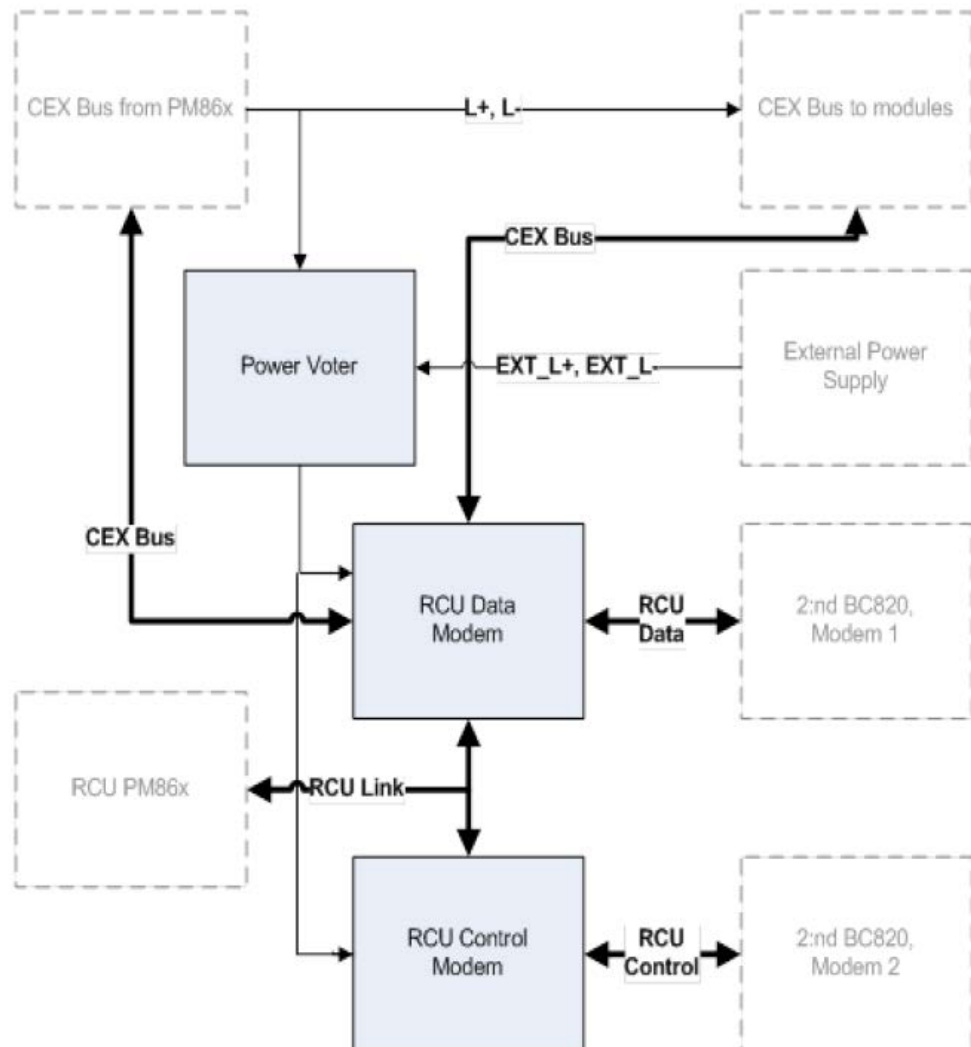 CEX Bus from PM86x
L+, L-
CEX Bus to modules
CEX Bus
Power Voter
EXT_L+, EXT_L-
External Power
Supply
CEX Bus
RCU Data
Modem
RCU
Data
2:nd BC820,
Modem 1
RCU PM86x
RCU Link
RCU Control
Modem
RCU
Control
2:nd BC820,
Modem 2